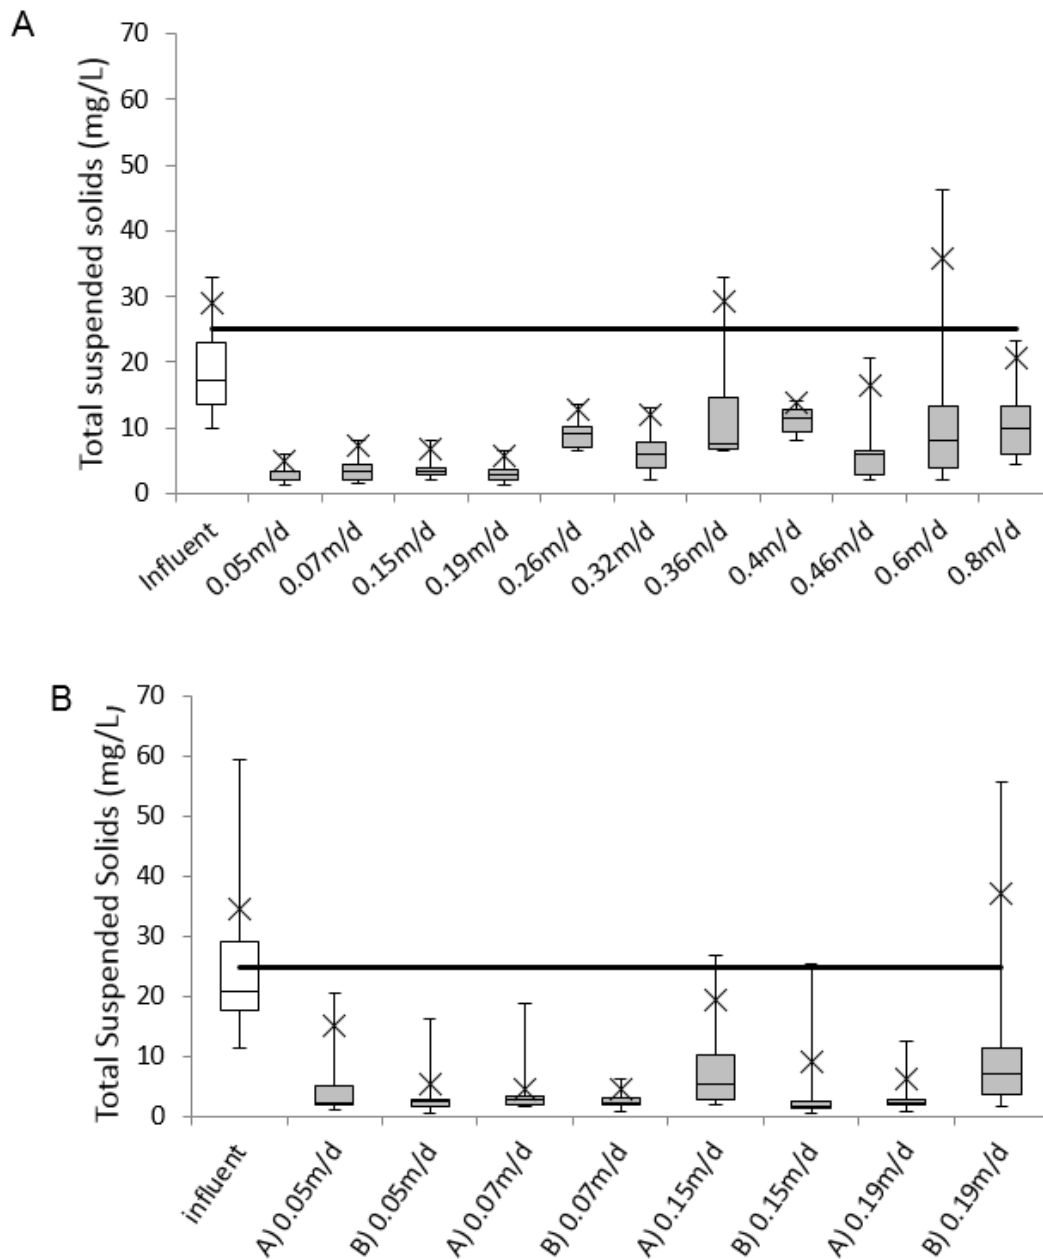 A
Total suspended solids (mg/L)
70
60
50
40
30
20
10
0
Influent
0.05m/d
0.07m/d
0.15m/d
0.19m/d
0.26m/d
0.32m/d
0.36m/d
0.4m/d
0.46m/d
0.6m/d
0.8m/d
B
Total Suspended Solids (mg/L)
70
60
50
40
30
20
10
0
influent
A) 0.05m/d
B) 0.05m/d
A) 0.07m/d
B) 0.07m/d
A) 0.15m/d
B) 0.15m/d
A) 0.19m/d
B) 0.19m/d